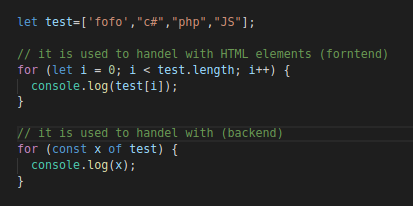 let test=['fofo',"c#","php","JS"];
// it is used to handel with HTML elements (forntend)
for (let i = 0; i < test.length; i++) {
console.log(test[i]);
}
// it is used to handel with (backend)
for (const x of test) {
console.log(x);
}